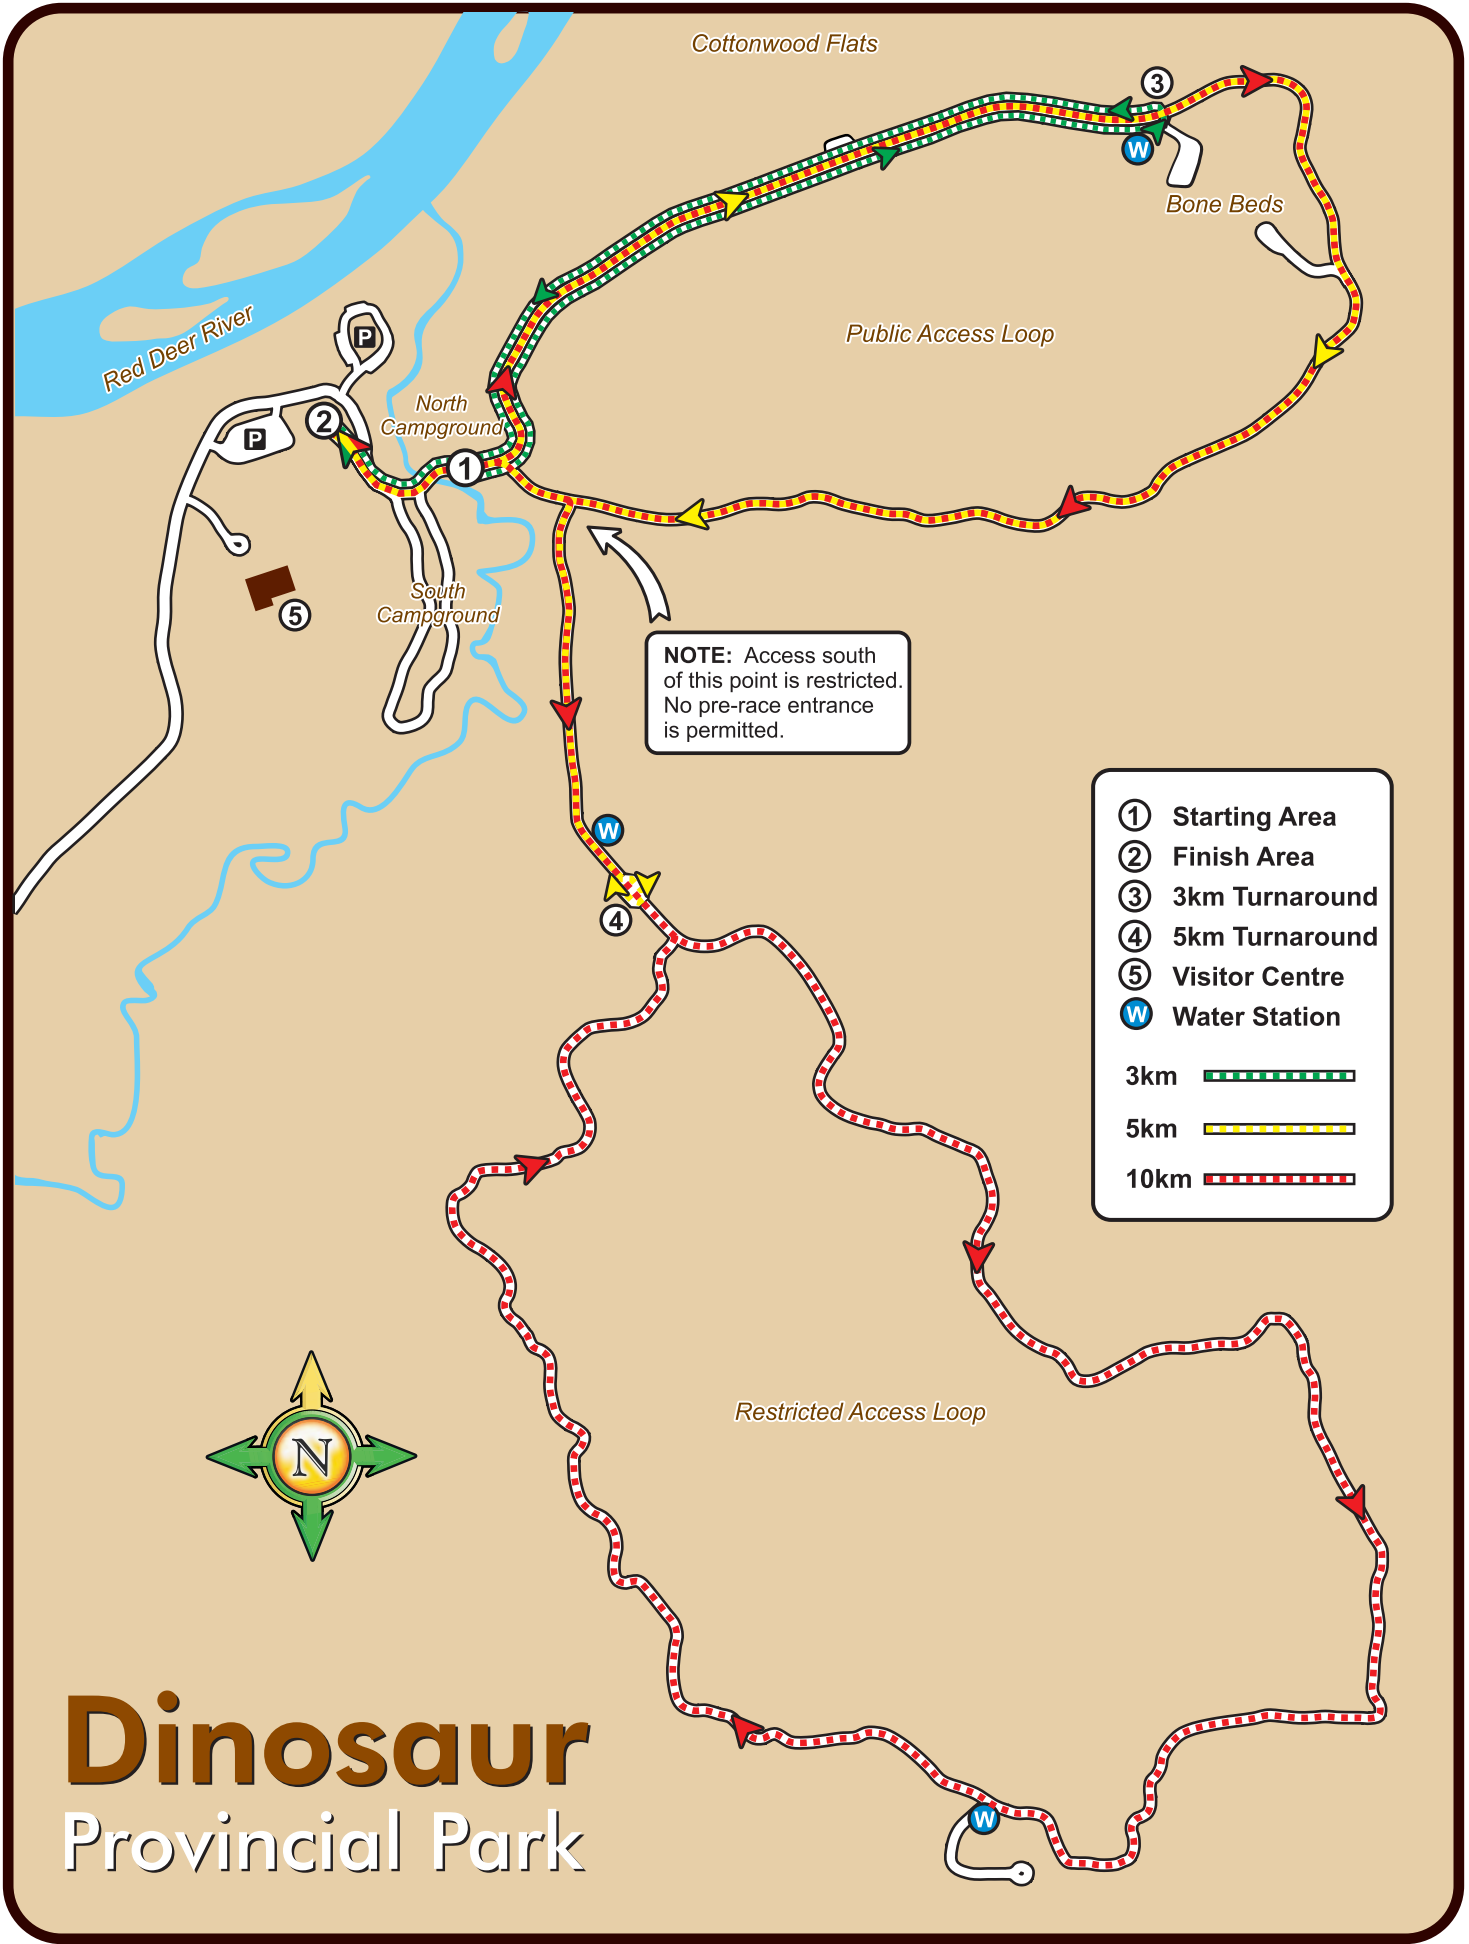 Cottonwood Flats
3
W
Bone Beds
Red Deer River
P
Public Access Loop
North
Campground
2
P
1
South
Campground
5
NOTE: Access south
of this point is restricted.
No pre-race entrance
is permitted.
W
4
1 Starting Area
2 Finish Area
3 3km Turnaround
4 5km Turnaround
5 Visitor Centre
W Water Station
3km
5km
10km
Restricted Access Loop
N
Dinosaur
Provincial Park
W